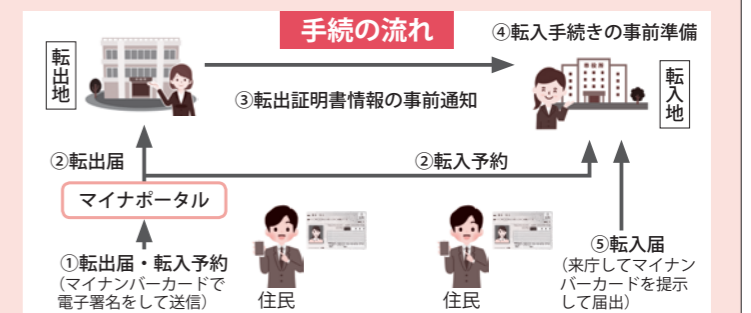 手続の流れ
④転入手続きの事前準備
転出地
転入地
③転出証明書情報の事前通知
②転出届
②転入予約
マイナポータル
①転出届・転入予約
（マイナンバーカードで
電子署名をして送信）
住民
住民
⑤転入届
（来庁してマイナン
バーカードを提示
して届出）